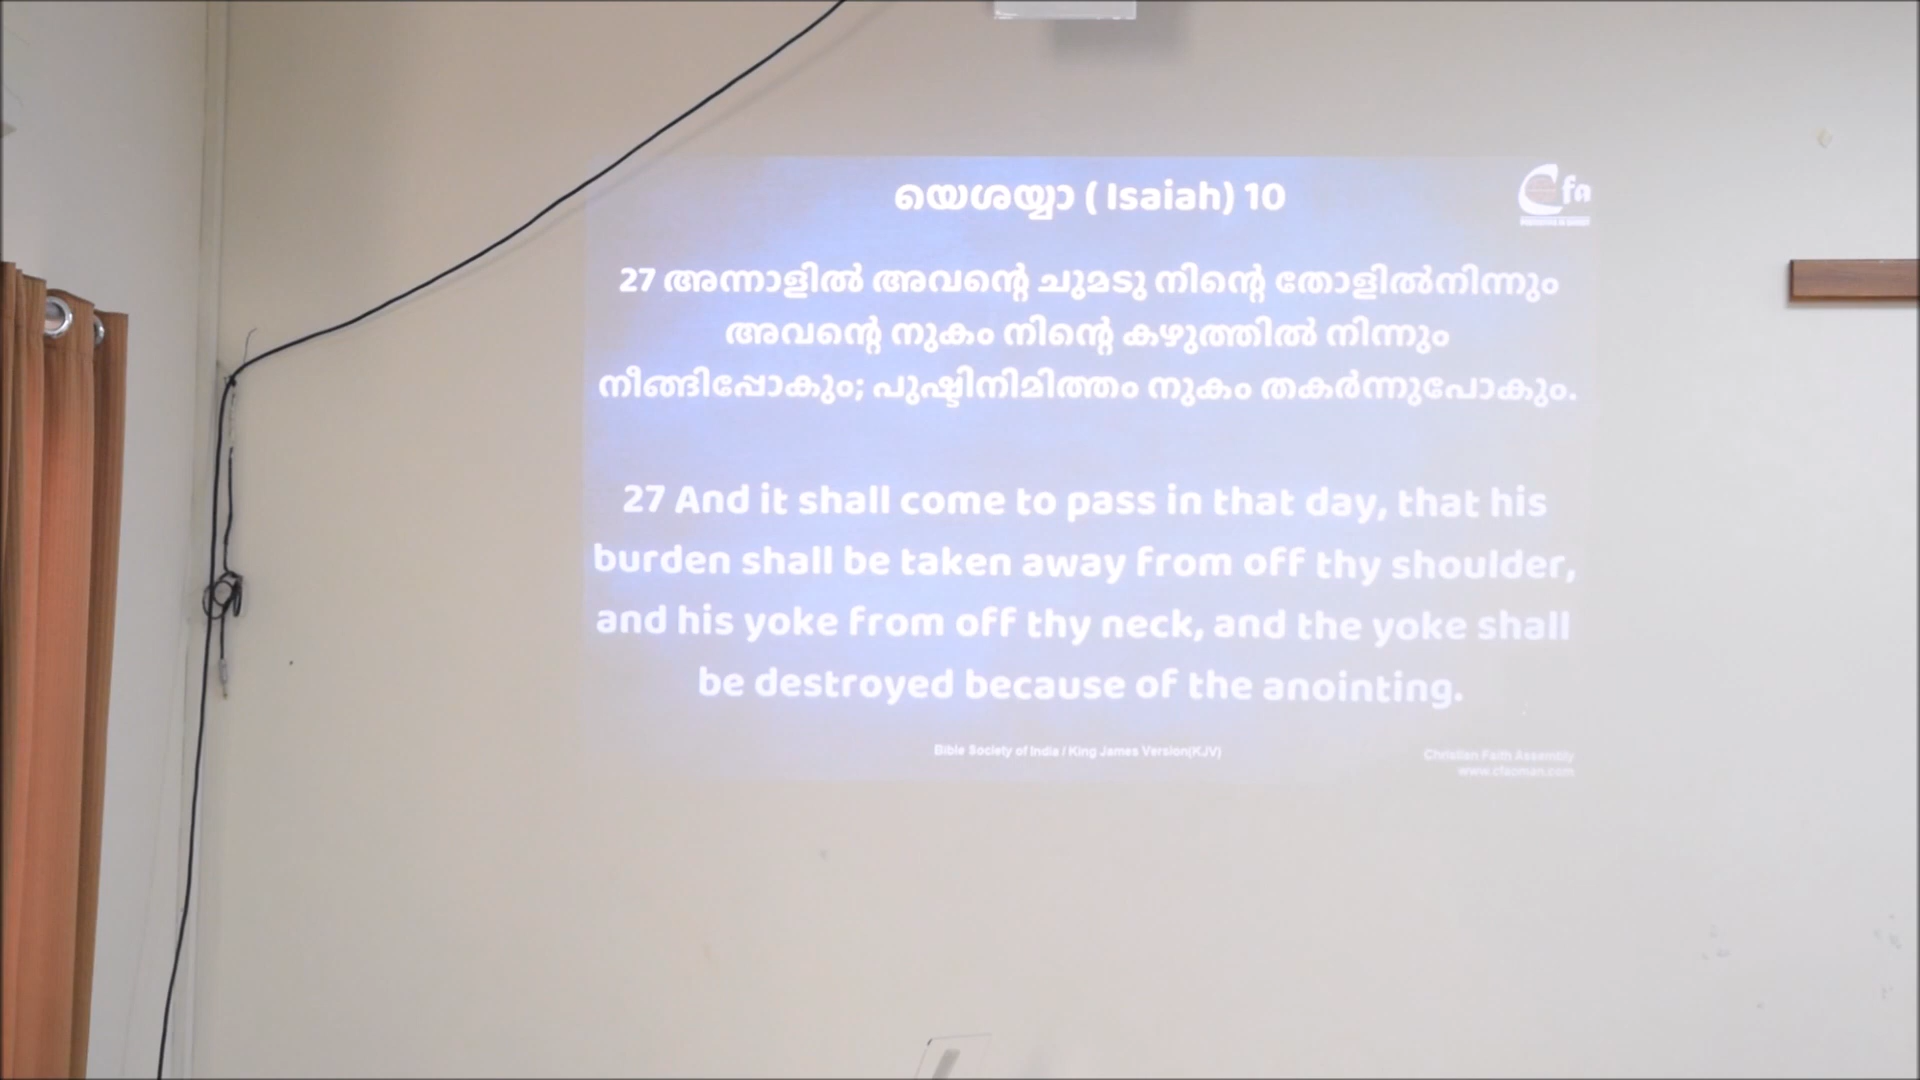 യെശയ്യാ ( Isaiah) 10
cfa
27 അന്നാളിൽ അവന്റെ ചുമടു നിന്റെ തോളിൽനിന്നും
അവന്റെ നുകം നിന്റെ കഴുത്തിൽ നിന്നും
നീങ്ങിപ്പോകും; പുഷ്ടിനിമിത്തം നുകം തകർന്നുപോകും.
27 And it shall come to pass in that day, that his
burden shall be taken away from off thy shoulder,
and his yoke from off thy neck, and the yoke shall
be destroyed because of the anointing.
Bible Society of India / King James Version(KJV)
Christian Faith Assembly
www.cfaoman.com